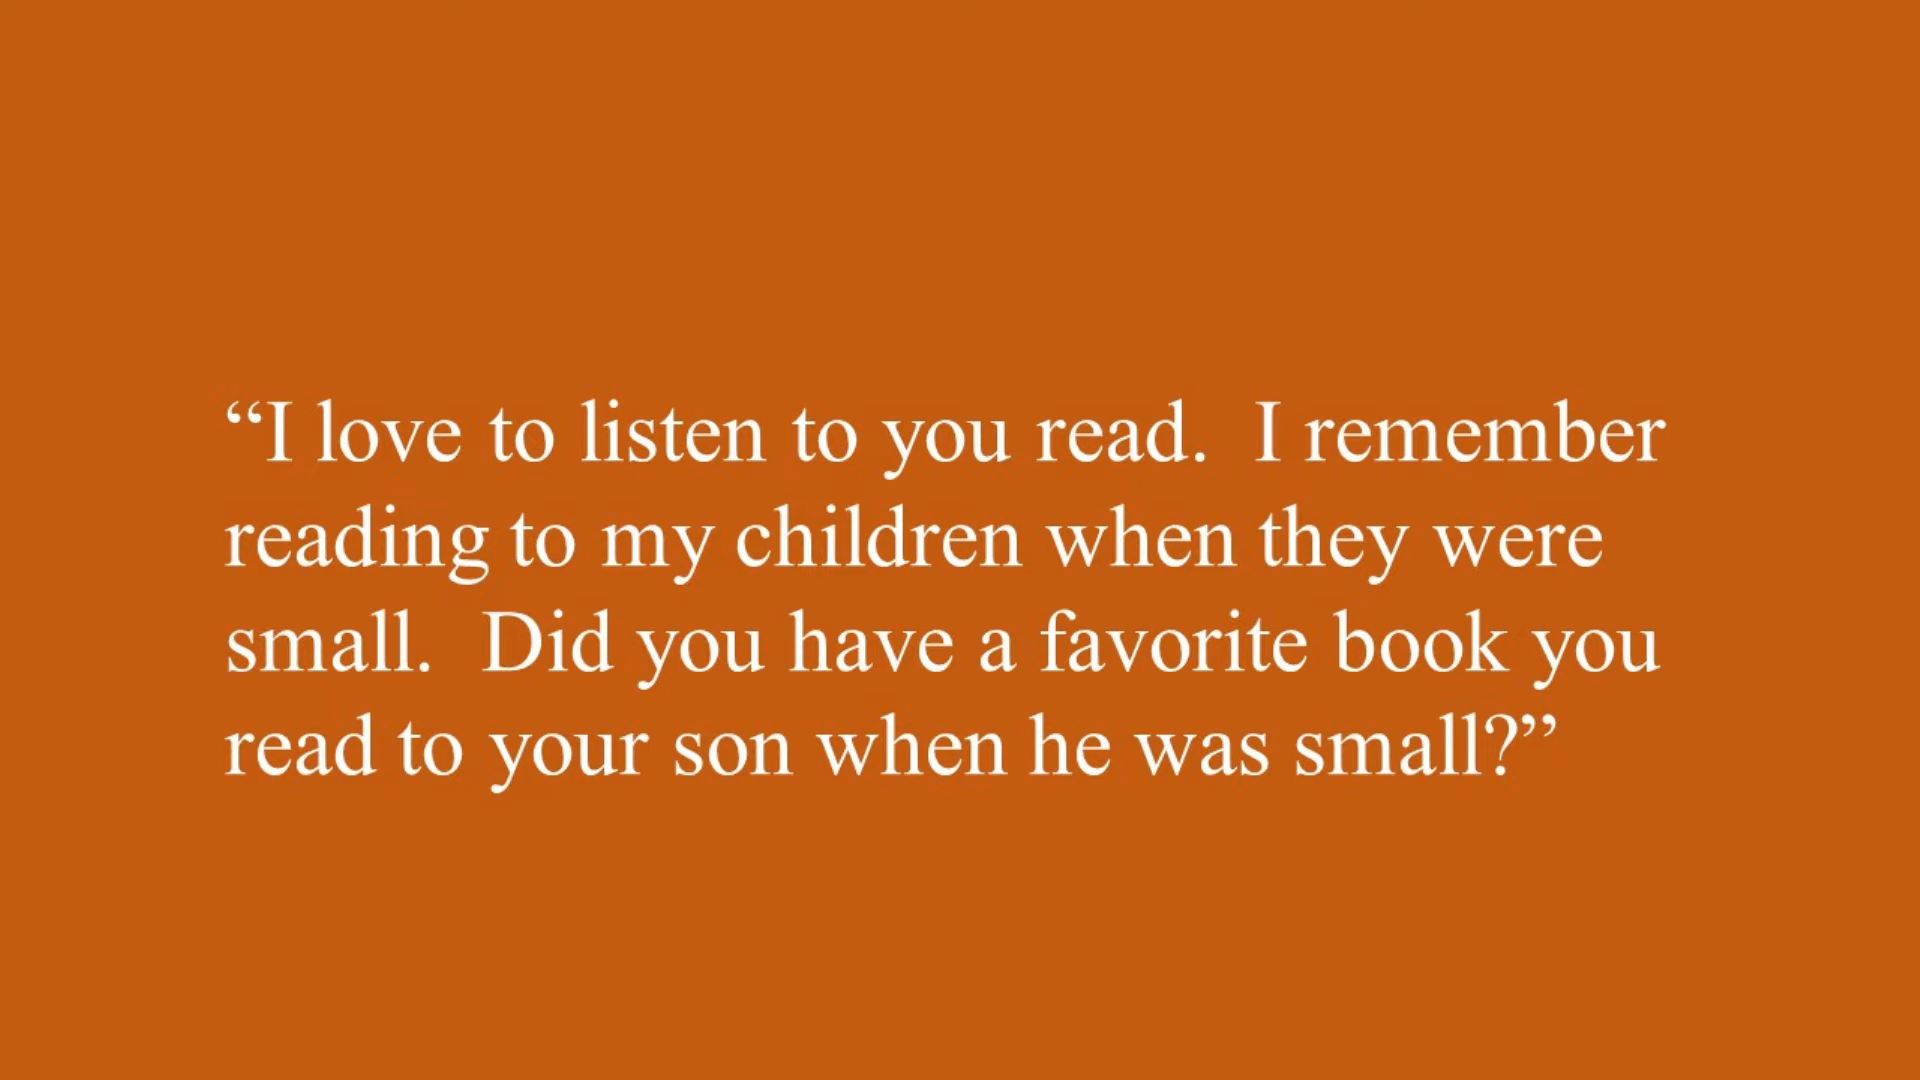 “I love to listen to you read.  I remember
reading to my children when they were
small.  Did you have a favorite book you
read to your son when he was small?”